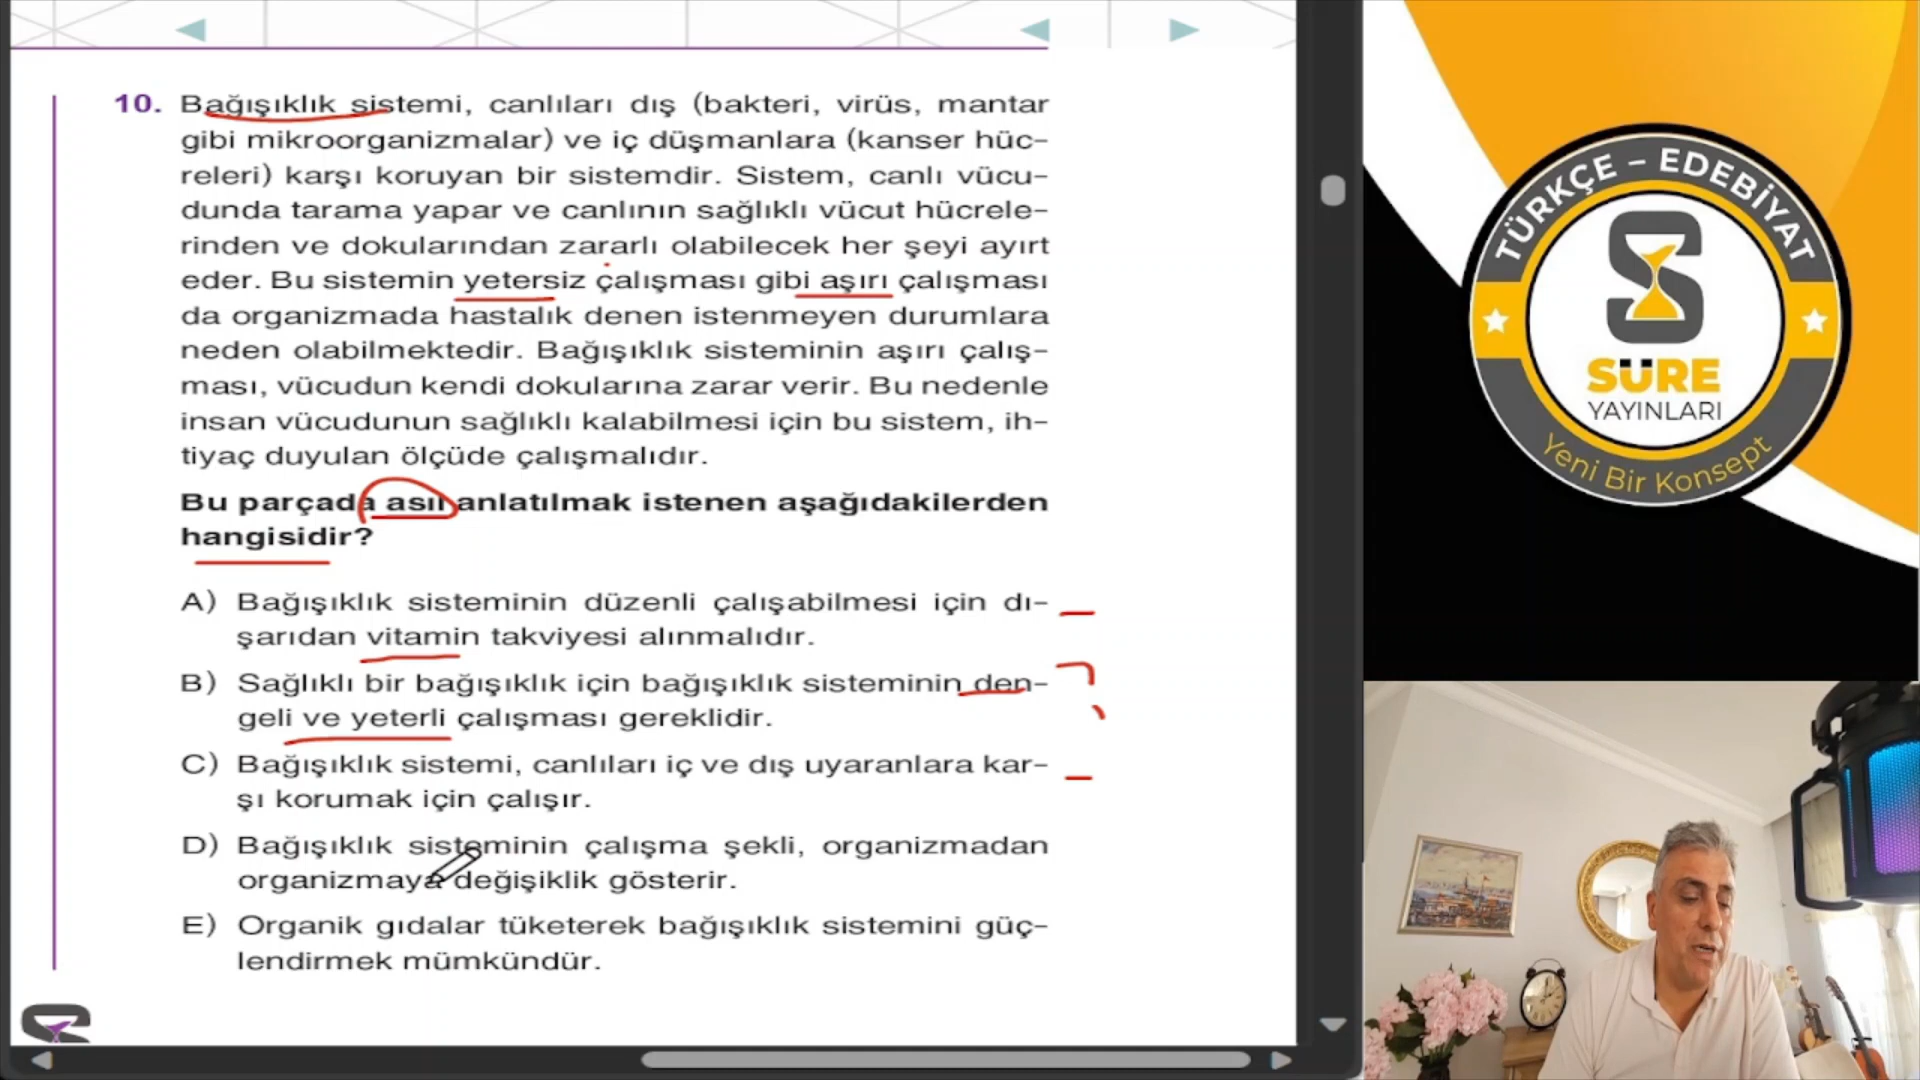 10. Bağışıklık sistemi, canlıları dış (bakteri, virüs, mantar
gibi mikroorganizmalar) ve iç düşmanlara (kanser hüc-
releri) karşı koruyan bir sistemdir. Sistem, canlı vücu-
dunda tarama yapar ve canlının sağlıklı vücut hücrele-
rinden ve dokularından zararlı olabilecek her şeyi ayırt
eder. Bu sistemin yetersiz çalışması gibi aşırı çalışması
da organizmada hastalık denen istenmeyen durumlara
neden olabilmektedir. Bağışıklık sisteminin aşırı çalış-
ması, vücudun kendi dokularına zarar verir. Bu nedenle
insan vücudunun sağlıklı kalabilmesi için bu sistem, ih-
tiyaç duyulan ölçüde çalışmalıdır.
Bu parçada asıl anlatılmak istenen aşağıdakilerden
hangisidir?
A) Bağışıklık sisteminin düzenli çalışabilmesi için dı-
şarıdan vitamin takviyesi alınmalıdır.
B) Sağlıklı bir bağışıklık için bağışıklık sisteminin den-
geli ve yeterli çalışması gereklidir.
C) Bağışıklık sistemi, canlıları iç ve dış uyaranlara kar-
şı korumak için çalışır.
D) Bağışıklık sisteminin çalışma şekli, organizmadan
organizmaya değişiklik gösterir.
E) Organik gıdalar tüketerek bağışıklık sistemini güç-
lendirmek mümkündür.
TÜRKÇE – EDEBİYAT
SÜRE
YAYINLARI
Yeni Bir Konsept